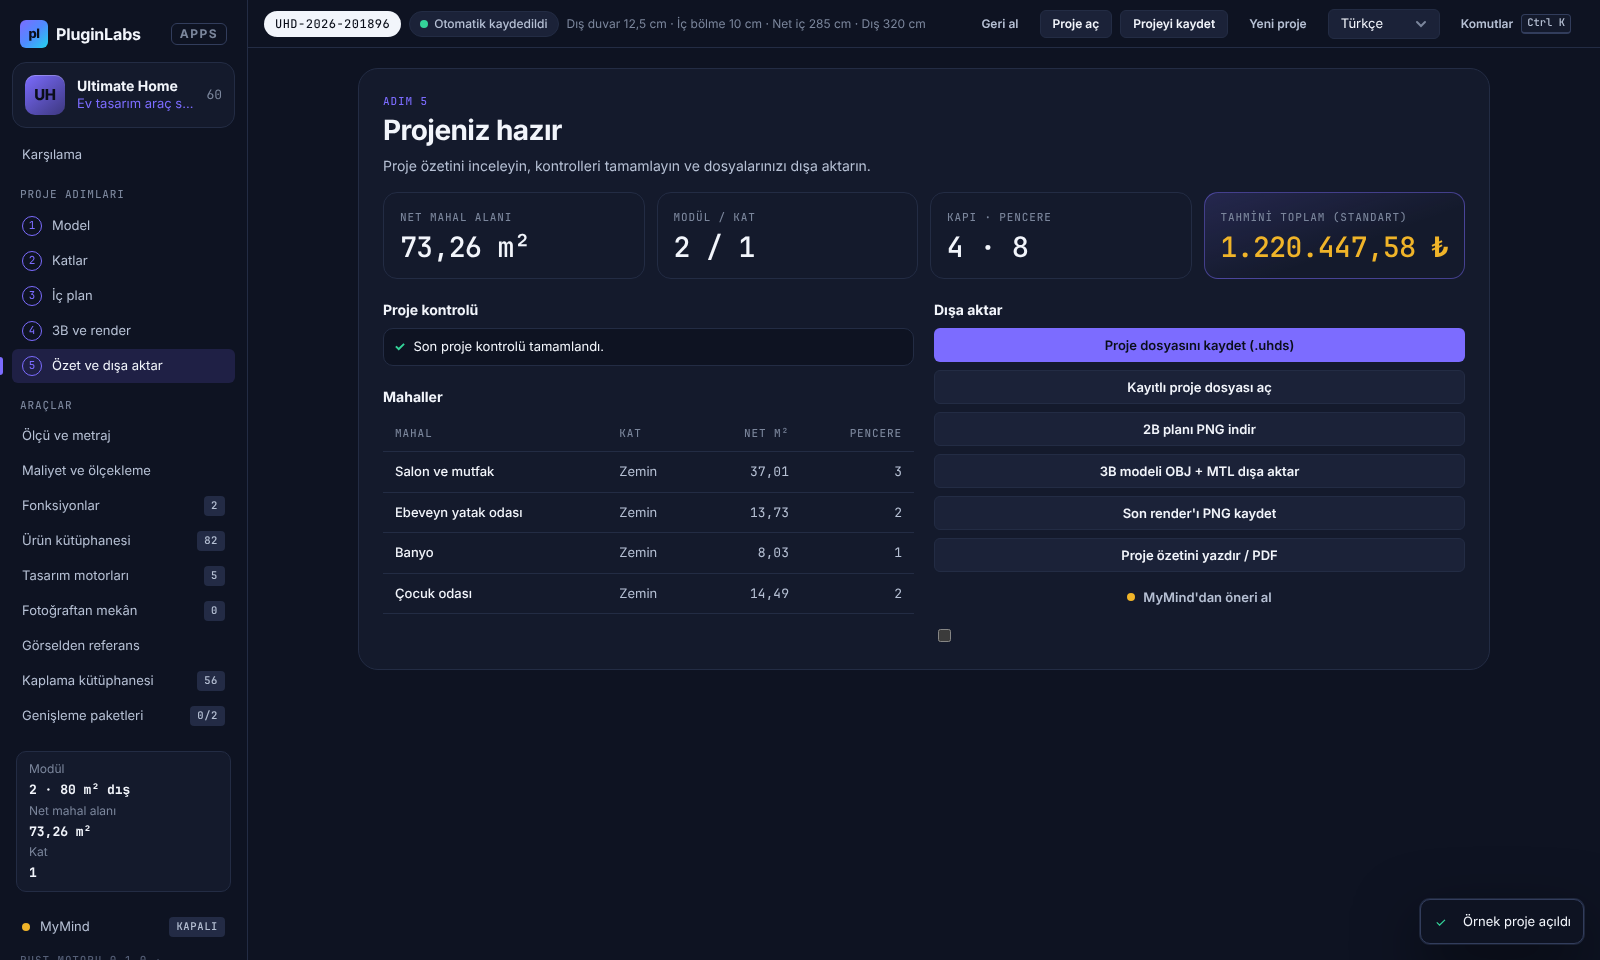 pl PluginLabs APPS
UH Ultimate Home 60
Ev tasarım araç s...
Karşılama
PROJE ADIMLARI
1 Model
2 Katlar
3 İç plan
4 3B ve render
5 Özet ve dışa aktar
ARAÇLAR
Ölçü ve metraj
Maliyet ve ölçekleme
Fonksiyonlar 2
Ürün kütüphanesi 82
Tasarım motorları 5
Fotoğraftan mekân 0
Görselden referans
Kaplama kütüphanesi 56
Genişleme paketleri 0/2
Modül
2 · 80 m² dış
Net mahal alanı
73,26 m²
Kat
1
MyMind KAPALI
UHD-2026-201896 Otomatik kaydedildi Dış duvar 12,5 cm · İç bölme 10 cm · Net iç 285 cm · Dış 320 cm Geri al Proje aç Projeyi kaydet Yeni proje Türkçe Komutlar Ctrl K
ADIM 5
Projeniz hazır
Proje özetini inceleyin, kontrolleri tamamlayın ve dosyalarınızı dışa aktarın.
NET MAHAL ALANI
73,26 m²
MODÜL / KAT
2 / 1
KAPI · PENCERE
4 · 8
TAHMİNİ TOPLAM (STANDART)
1.220.447,58 ₺
Proje kontrolü
✓ Son proje kontrolü tamamlandı.
Mahaller
MAHAL KAT NET M² PENCERE
Salon ve mutfak Zemin 37,01 3
Ebeveyn yatak odası Zemin 13,73 2
Banyo Zemin 8,03 1
Çocuk odası Zemin 14,49 2
Dışa aktar
Proje dosyasını kaydet (.uhds)
Kayıtlı proje dosyası aç
2B planı PNG indir
3B modeli OBJ + MTL dışa aktar
Son render'ı PNG kaydet
Proje özetini yazdır / PDF
MyMind'dan öneri al
✓ Örnek proje açıldı